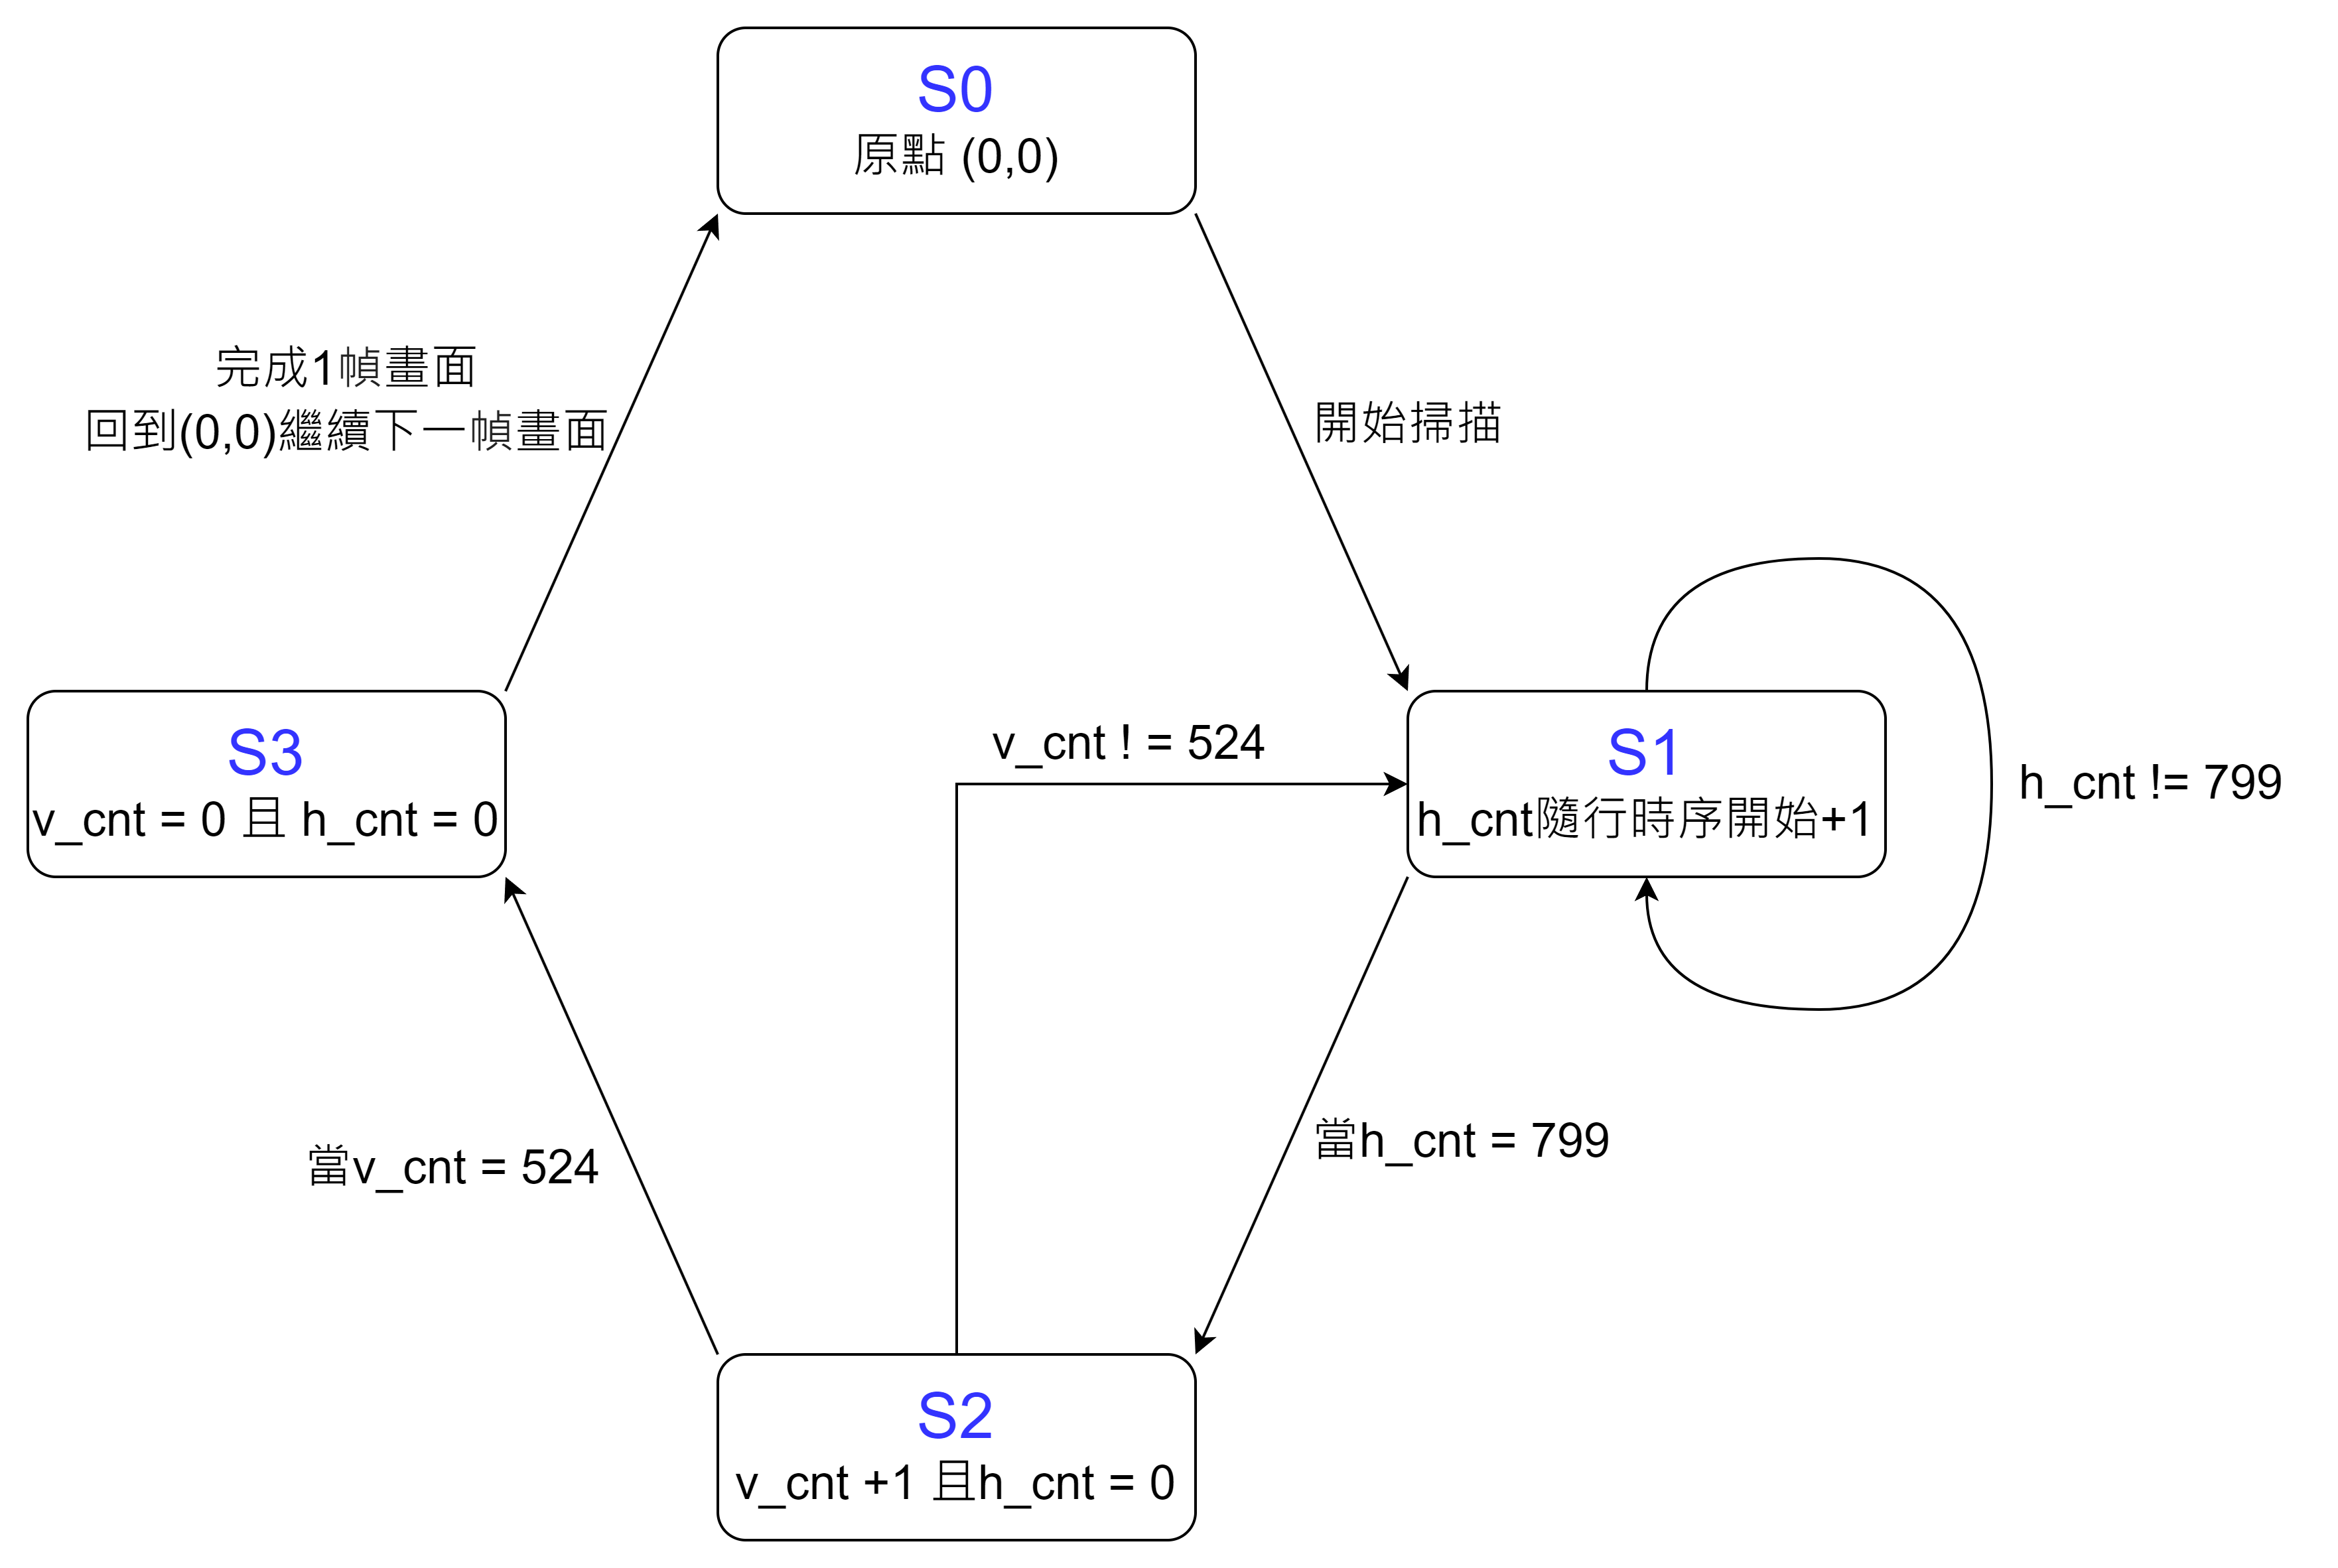 S0
原點 (0,0)
完成1幀畫面
回到(0,0)繼續下一幀畫面
開始掃描
S3
v_cnt = 0 且 h_cnt = 0
v_cnt ! = 524
S1
h_cnt隨行時序開始+1
h_cnt != 799
當v_cnt = 524
當h_cnt = 799
S2
v_cnt +1 且h_cnt = 0